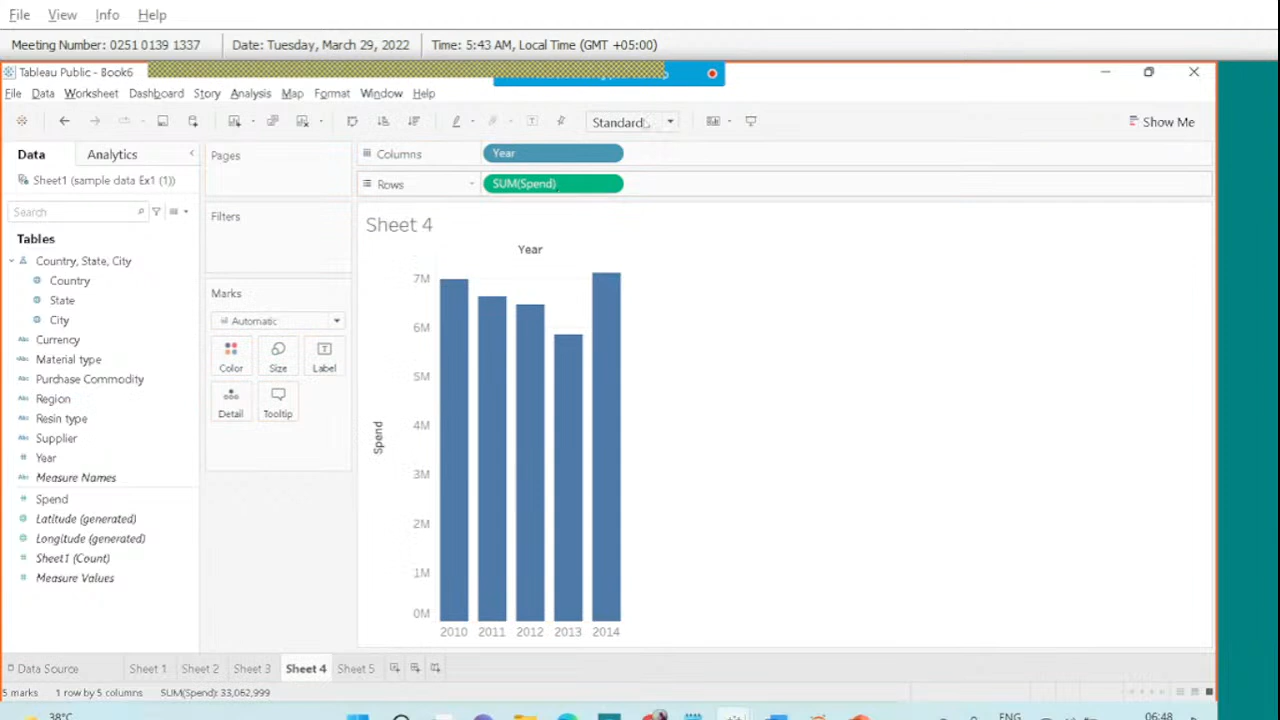 File View Info Help
Meeting Number: 0251 0139 1337 Date: Tuesday, March 29, 2022 Time: 5:43 AM, Local Time (GMT +05:00)
Tableau Public - Book6
File Data Worksheet Dashboard Story Analysis Map Format Window Help
Standard
Show Me
Data Analytics
Sheet1 (sample data Ex1 (1))
Search
Tables
Country, State, City
Country
State
City
Abc Currency
Abc Material type
Abc Purchase Commodity
Abc Region
Abc Resin type
Abc Supplier
# Year
Abc Measure Names
# Spend
Latitude (generated)
Longitude (generated)
# Sheet1 (Count)
# Measure Values
Pages
Filters
Marks
Automatic
Color Size Label
Detail Tooltip
Columns Year
Rows SUM(Spend)
Sheet 4
Year
Spend
7M
6M
5M
4M
3M
2M
1M
0M
2010 2011 2012 2013 2014
Data Source Sheet 1 Sheet 2 Sheet 3 Sheet 4 Sheet 5
5 marks 1 row by 5 columns SUM(Spend): 33,062,999
38°C
ENG
06:48